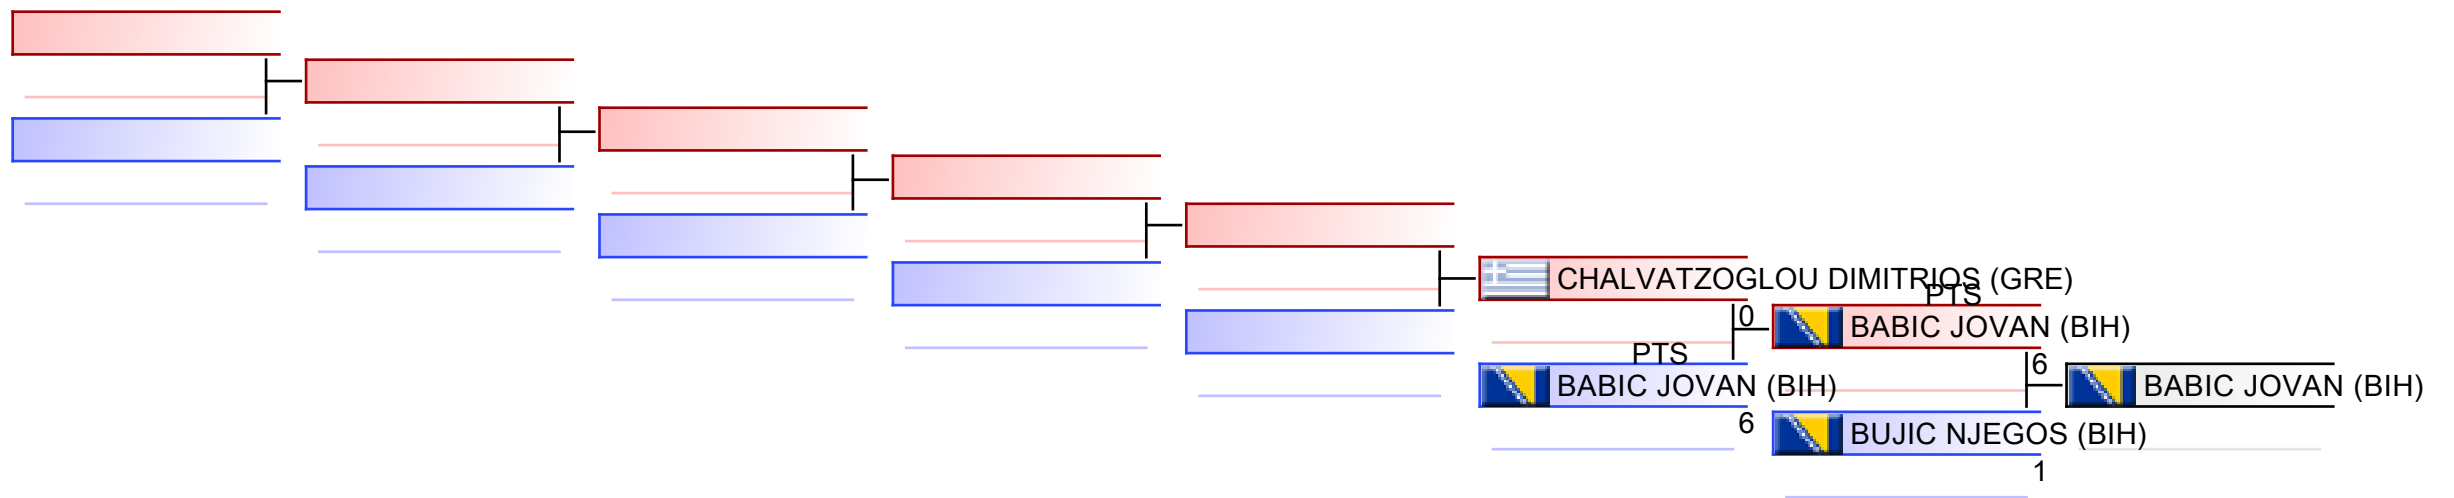 CHALVATZOGLOU DIMITRIOS (GRE)
0
PTS
BABIC JOVAN (BIH)
6
PTS
BABIC JOVAN (BIH)
6
BUJIC NJEGOS (BIH)
1
BABIC JOVAN (BIH)